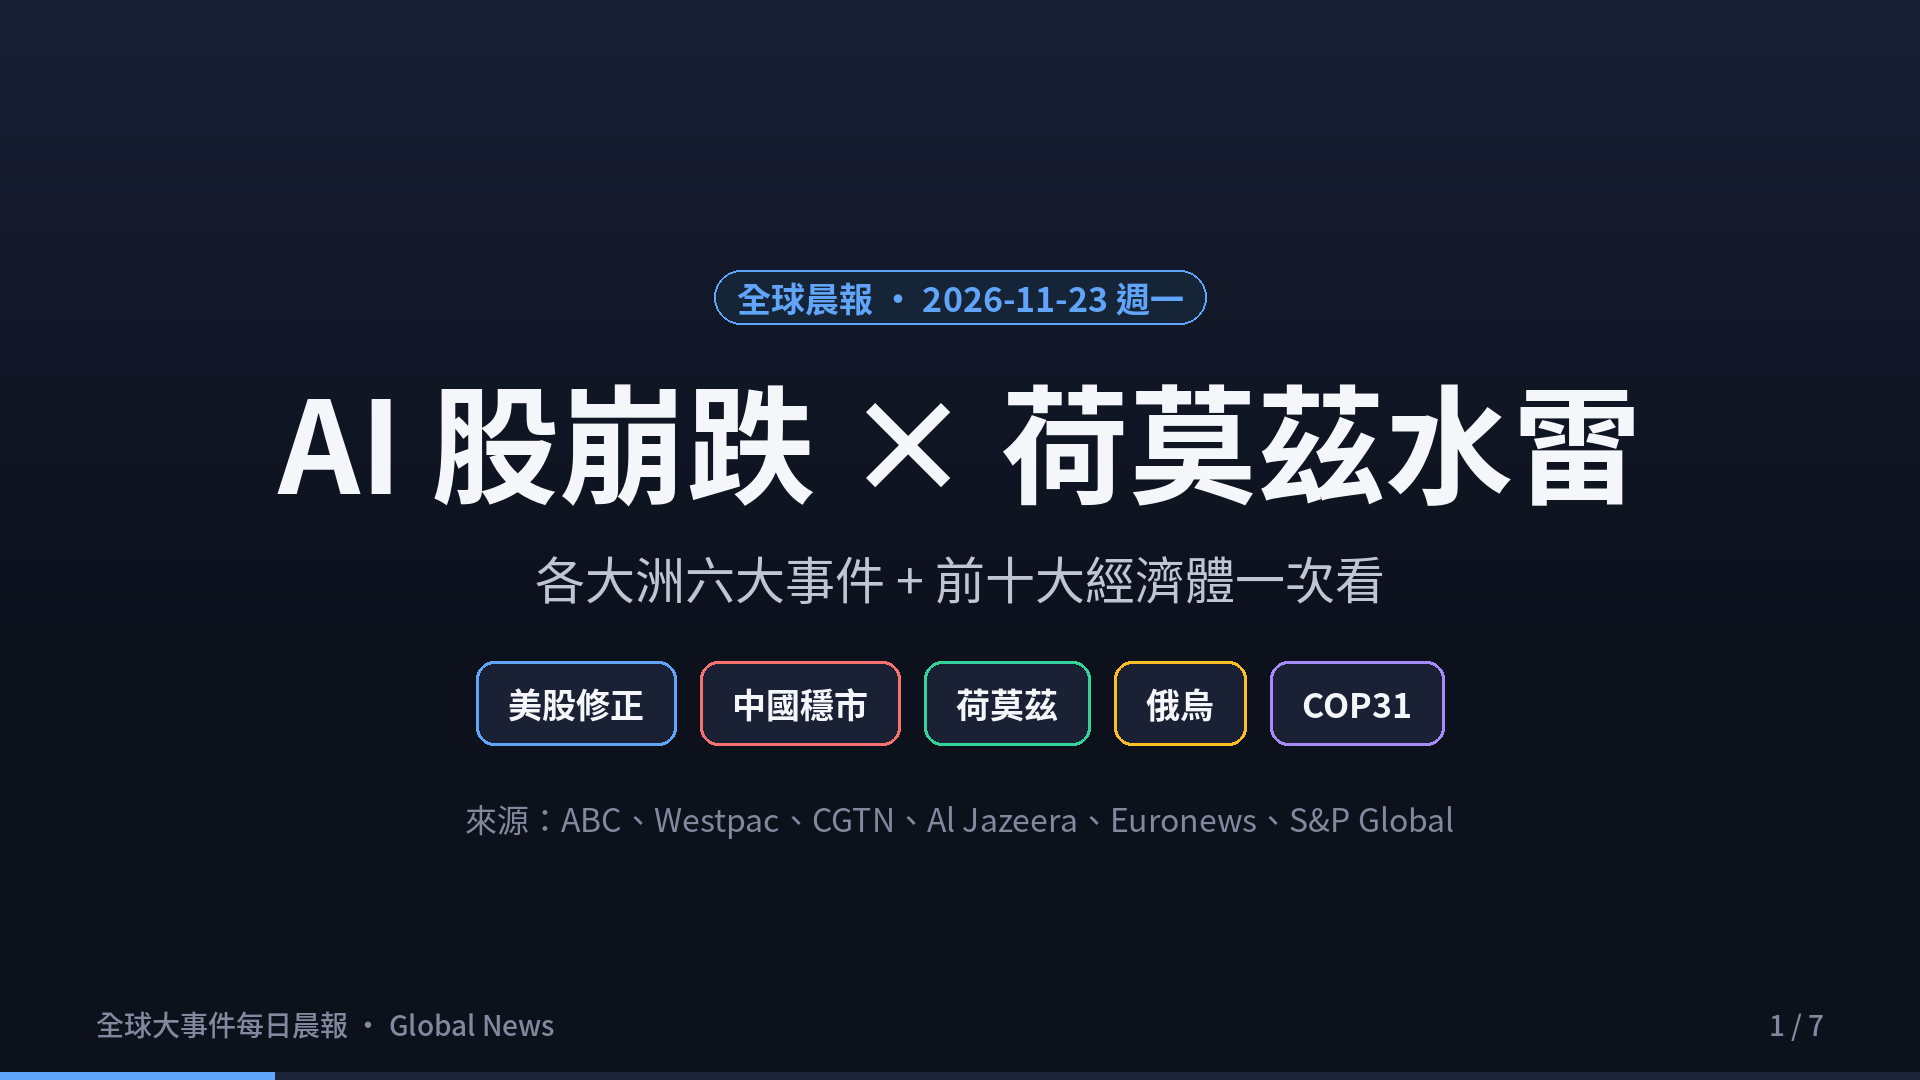 全球晨報 • 2026-11-23 週一
AI 股崩跌 × 荷莫茲水雷
各大洲六大事件 + 前十大經濟體一次看
美股修正 中國穩市 荷莫茲 俄烏 COP31
來源：ABC、Westpac、CGTN、Al Jazeera、Euronews、S&P Global
全球大事件每日晨報 • Global News
1 / 7